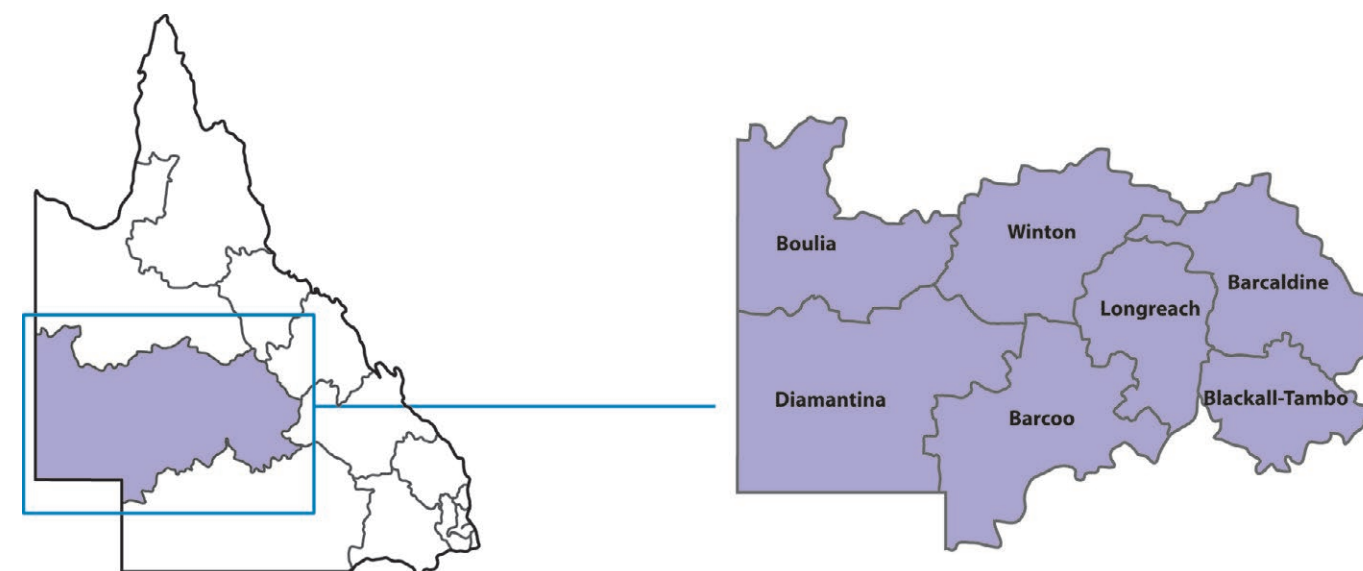 Winton
Boulia
Barcaldine
Longreach
Diamantina
Blackall-Tambo
Barcoo